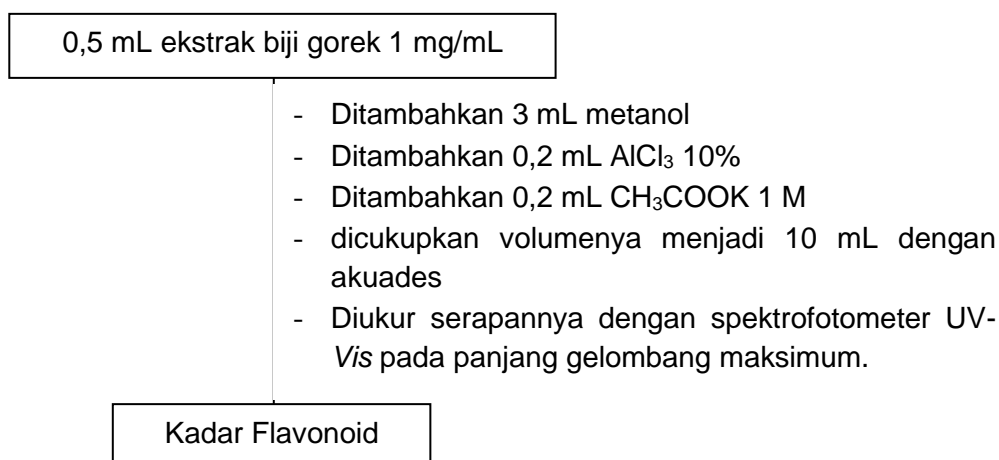 0,5 mL ekstrak biji gorek 1 mg/mL
- Ditambahkan 3 mL metanol
- Ditambahkan 0,2 mL AlCl₃ 10%
- Ditambahkan 0,2 mL CH₃COOK 1 M
- dicukupkan volumenya menjadi 10 mL dengan
akuades
- Diukur serapannya dengan spektrofotometer UV-
Vis pada panjang gelombang maksimum.
Kadar Flavonoid